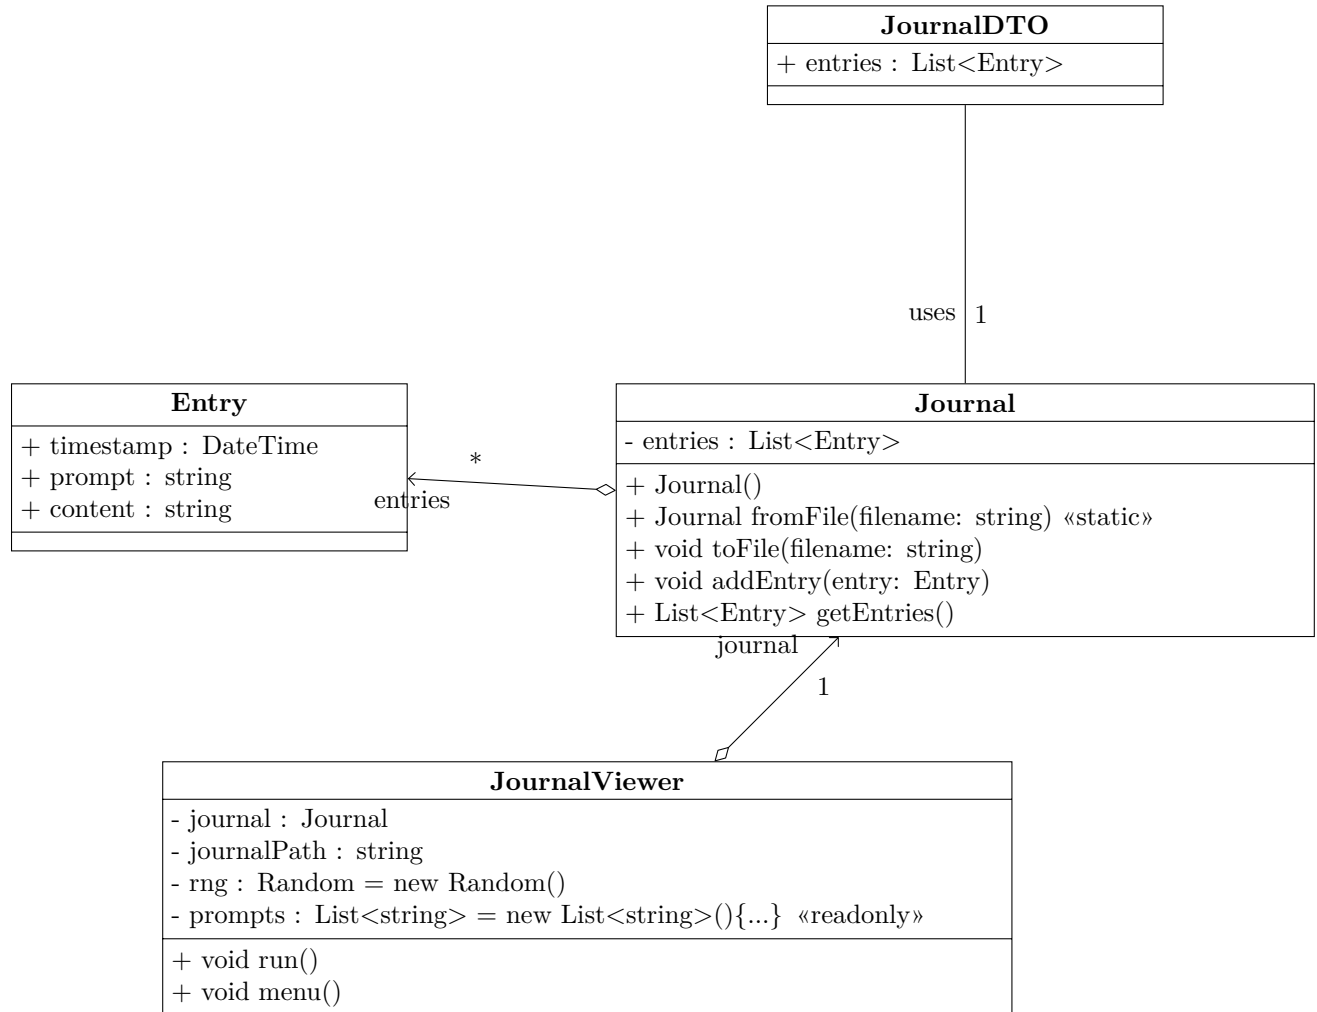 JournalDTO
+ entries : List<Entry>
uses
1
Entry
+ timestamp : DateTime
+ prompt : string
+ content : string
*
entries
Journal
- entries : List<Entry>
+ Journal()
+ Journal fromFile(filename: string) «static»
+ void toFile(filename: string)
+ void addEntry(entry: Entry)
+ List<Entry> getEntries()
journal
1
JournalViewer
- journal : Journal
- journalPath : string
- rng : Random = new Random()
- prompts : List<string> = new List<string>(){...} «readonly»
+ void run()
+ void menu()